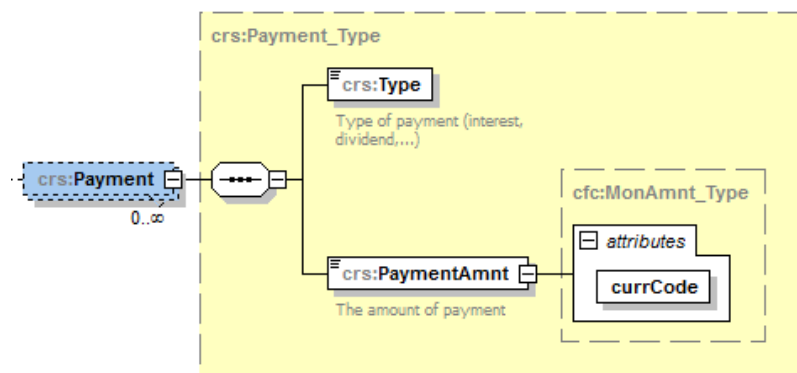 crs:Payment_Type
crs:Type
Type of payment (interest,
dividend,...)
crs:Payment
0..∞
cfc:MonAmnt_Type
attributes
crs:PaymentAmnt
currCode
The amount of payment